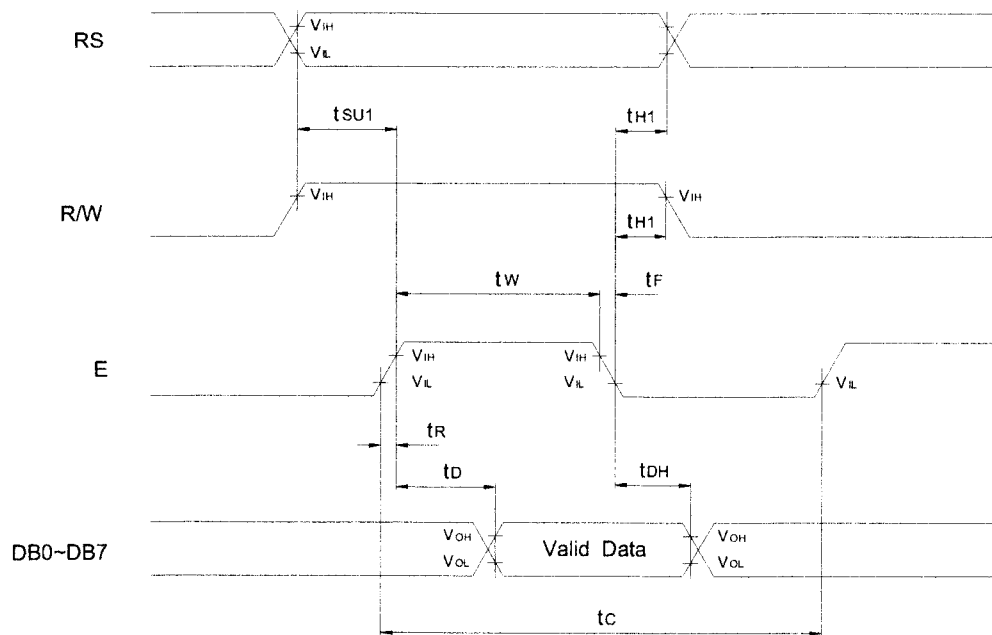 RS
VIH
VIL
tSU1
tH1
R/W
VIH
VIH
tH1
tW
tF
E
VIH
VIH
VIL
VIL
VIL
tR
tD
tDH
DB0~DB7
VOH
Valid Data
VOH
VOL
VOL
tC